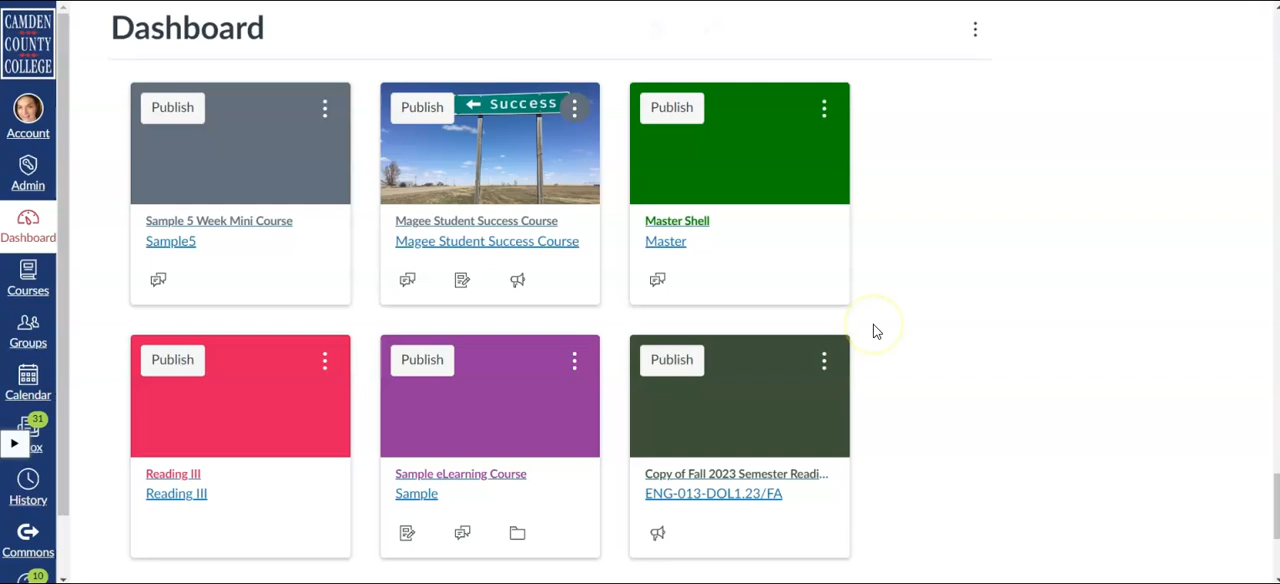 CAMDEN
COUNTY
COLLEGE
Account
Admin
Dashboard
Courses
Groups
Calendar
31
ox
History
Commons
10
Dashboard
Publish
Sample 5 Week Mini Course
Sample5
Publish
Success
Magee Student Success Course
Magee Student Success Course
Publish
Master Shell
Master
Publish
Reading III
Reading III
Publish
Sample eLearning Course
Sample
Publish
Copy of Fall 2023 Semester Readi...
ENG-013-DOL1.23/FA